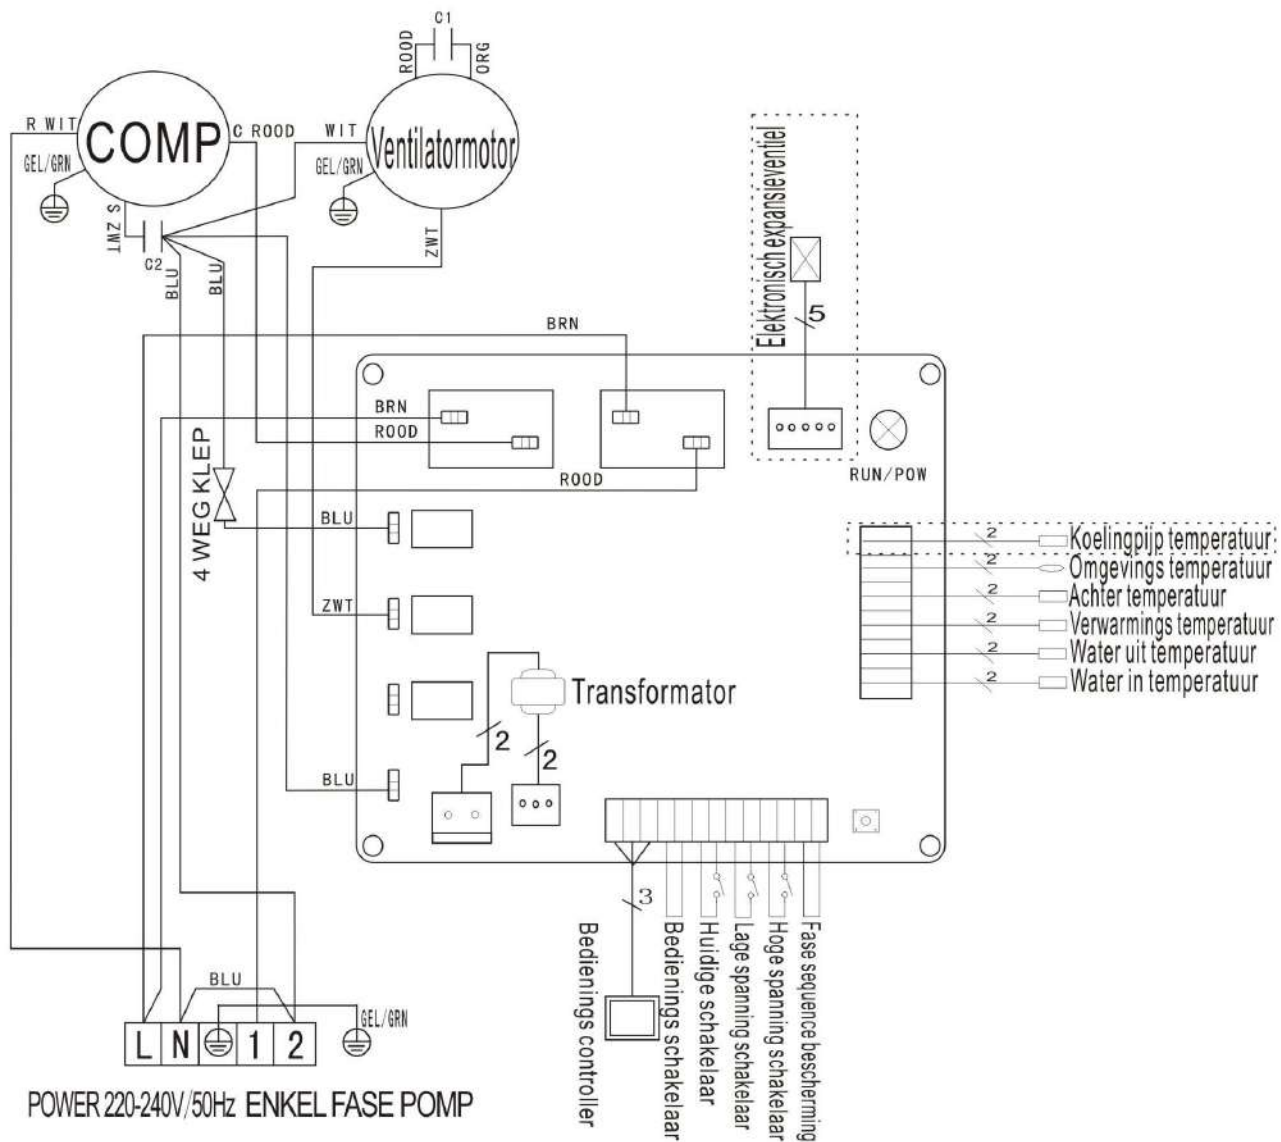 C1
ROOD
ORG
R WIT
COMP
C ROOD
WIT
Ventilatormotor
GEL/GRN
GEL/GRN
S ZWT
C2
BLU
BLU
ZWT
Elektronisch expansieventiel
5
BRN
BRN
ROOD
ROOD
RUN/POW
4 WEG KLEP
BLU
ZWT
BLU
Transformator
2
2
2 Koelingpijp temperatuur
2 Omgevings temperatuur
2 Achter temperatuur
2 Verwarmings temperatuur
2 Water uit temperatuur
2 Water in temperatuur
3
Bedienings controller
Bedienings schakelaar
Huidige schakelaar
Lage spanning schakelaar
Hoge spanning schakelaar
Fase sequence bescherming
BLU
GEL/GRN
L N 1 2
POWER 220-240V/50Hz ENKEL FASE POMP